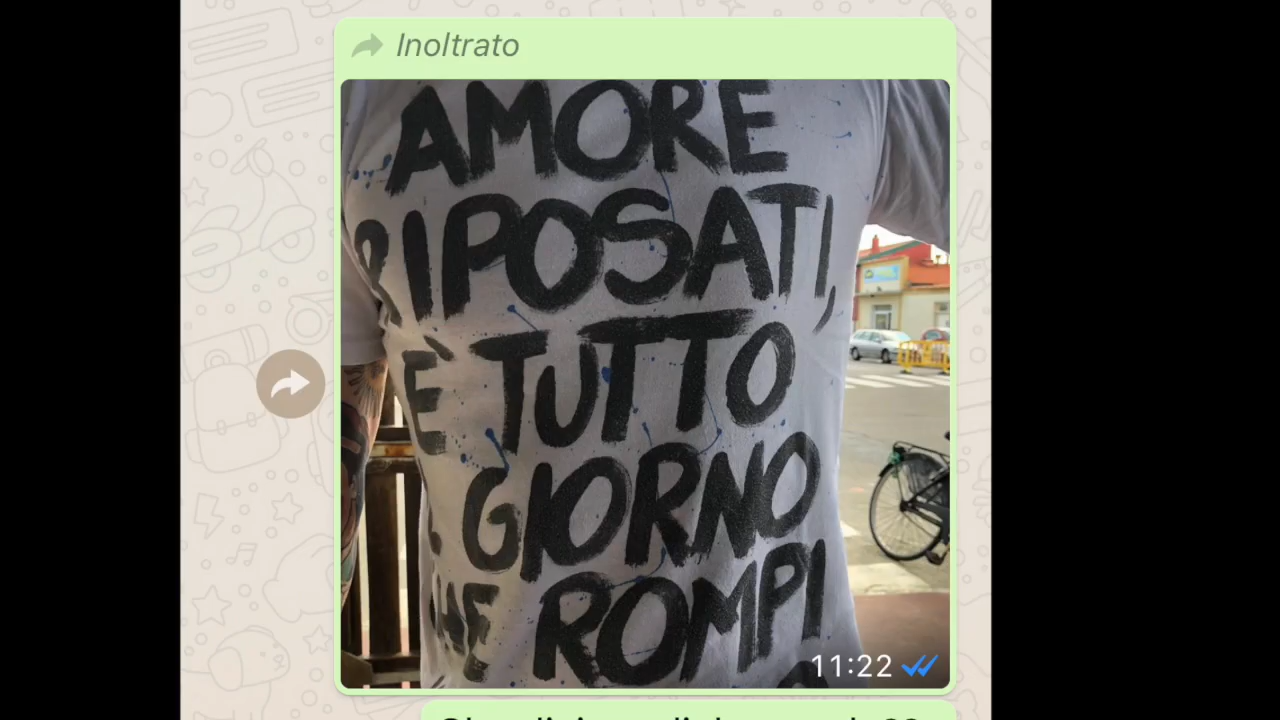 Inoltrato
AMORE
RIPOSATI,
È TUTTO
GIORNO
ROMPI
11:22